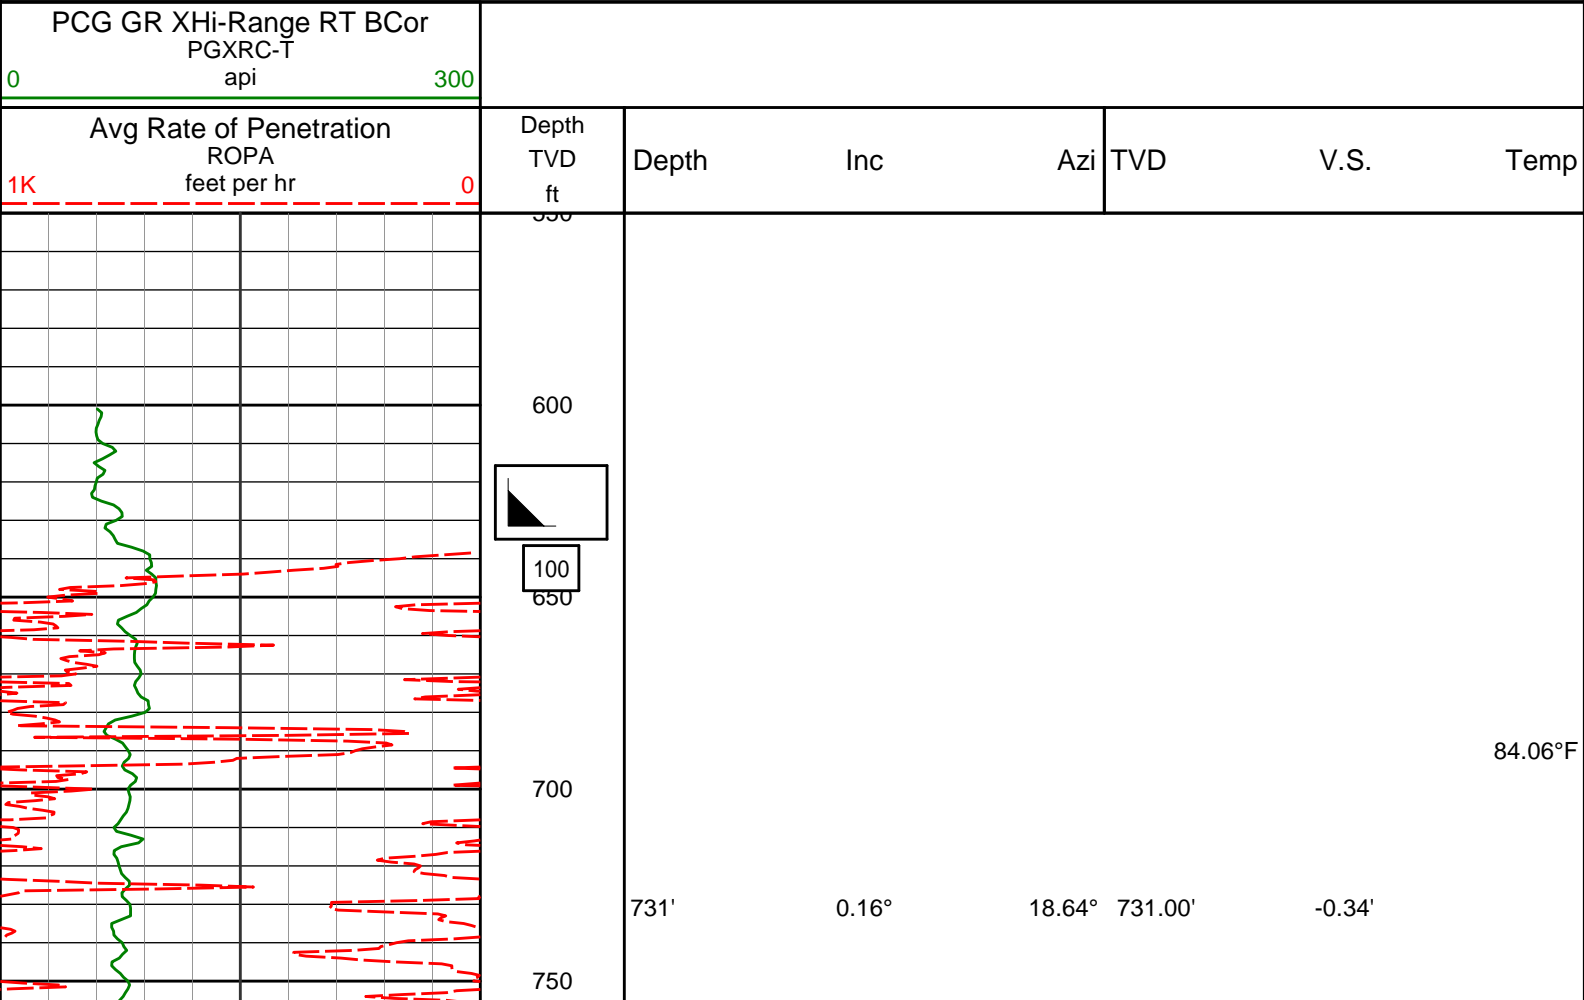 PCG GR XHi-Range RT BCor
PGXRC-T
0 api 300
Avg Rate of Penetration
ROPA
1K feet per hr 0
Depth
TVD
ft
Depth Inc Azi TVD V.S. Temp
550
600
100
650
84.06°F
700
731' 0.16° 18.64° 731.00' -0.34'
750